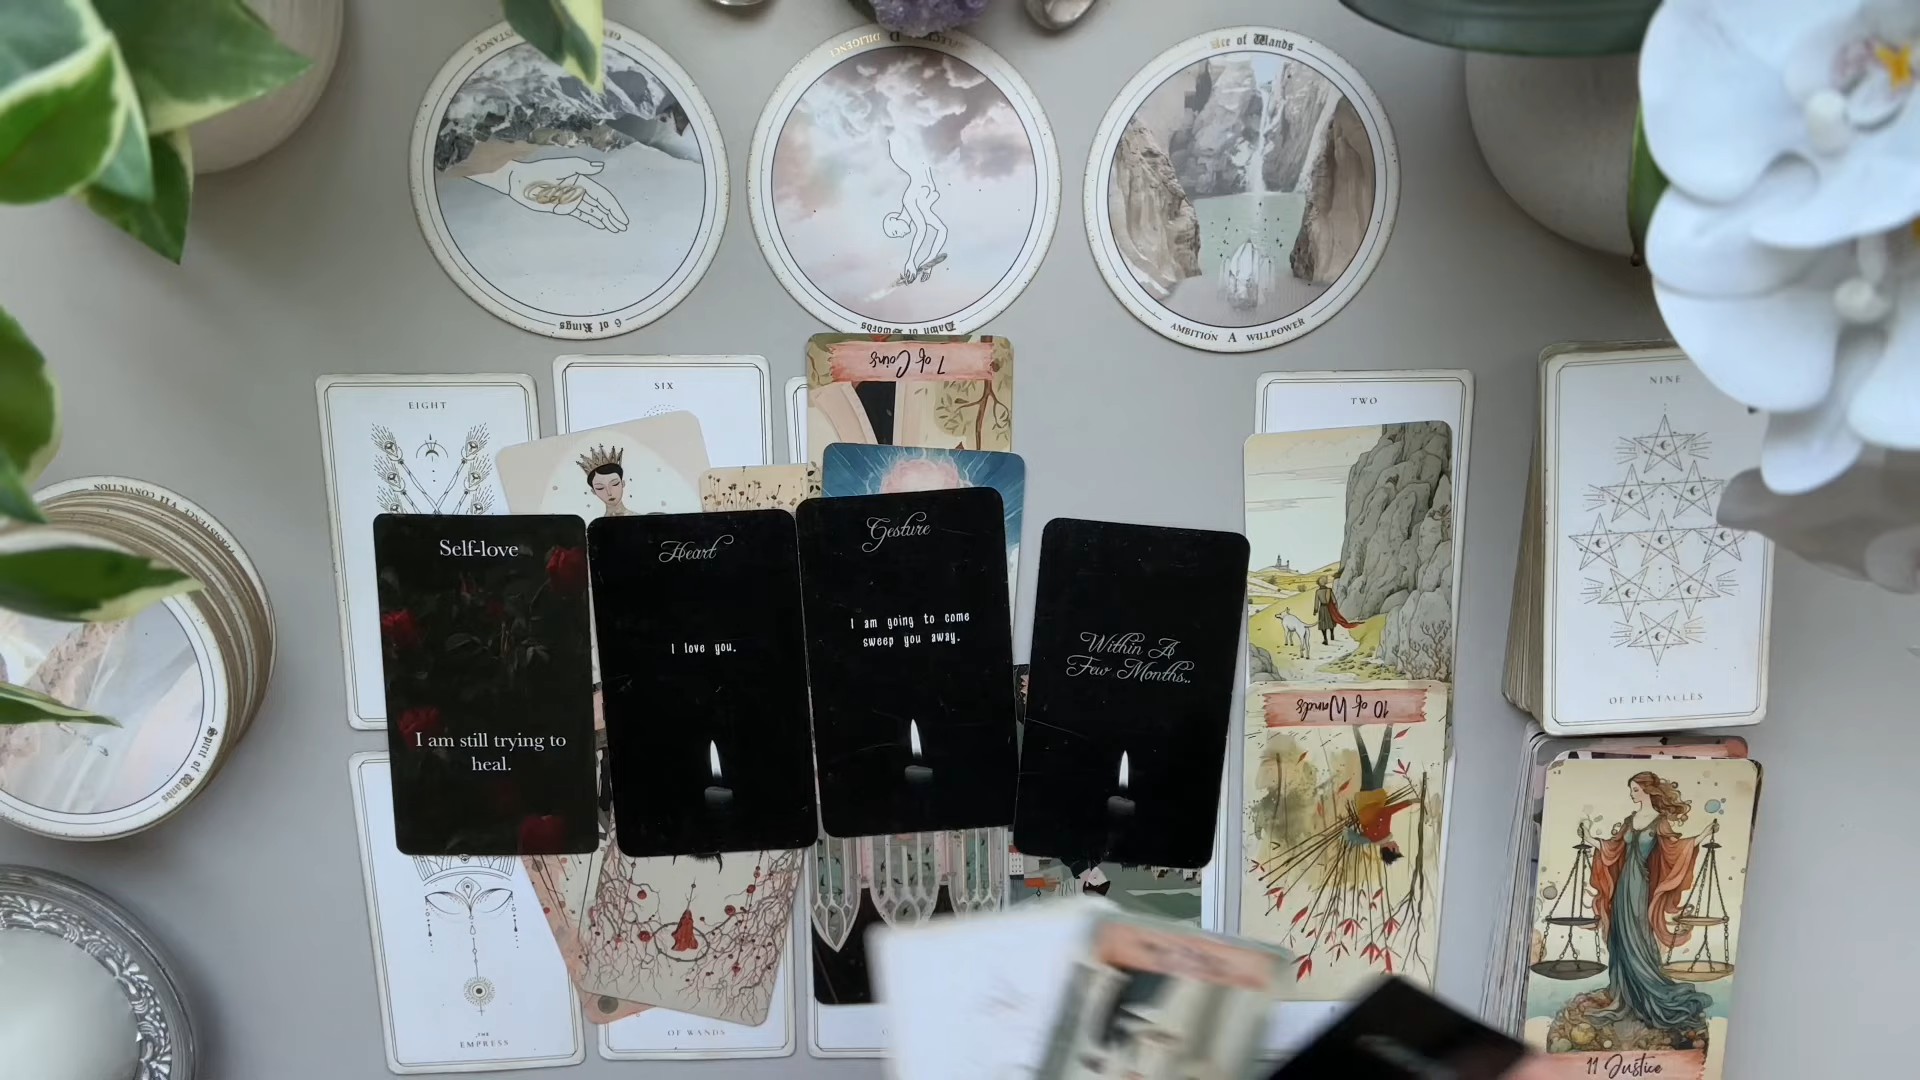 Ace of Wands
DILIGENCE
6 of Rings
Dawn of Swords
AMBITION A WILLPOWER
7 of Coins
EIGHT
SIX
TWO
NINE
Self-love
I am still trying to
heal.
Heart
I love you.
Gesture
I am going to come
sweep you away.
Within A
Few Months..
10 of Wands
OF PENTACLES
CONVICTION
Spirit of Wands
THE
EMPRESS
OF WANDS
11 Justice